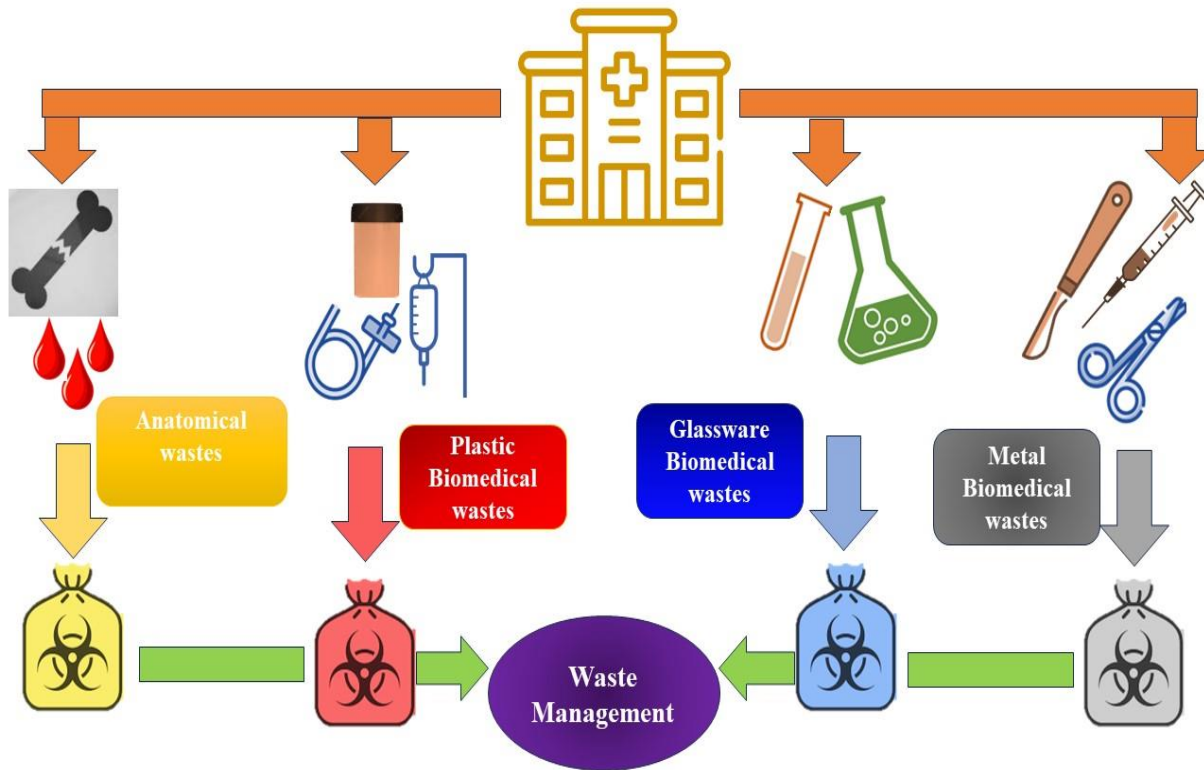 Anatomical
wastes
Plastic
Biomedical
wastes
Glassware
Biomedical
wastes
Metal
Biomedical
wastes
Waste
Management